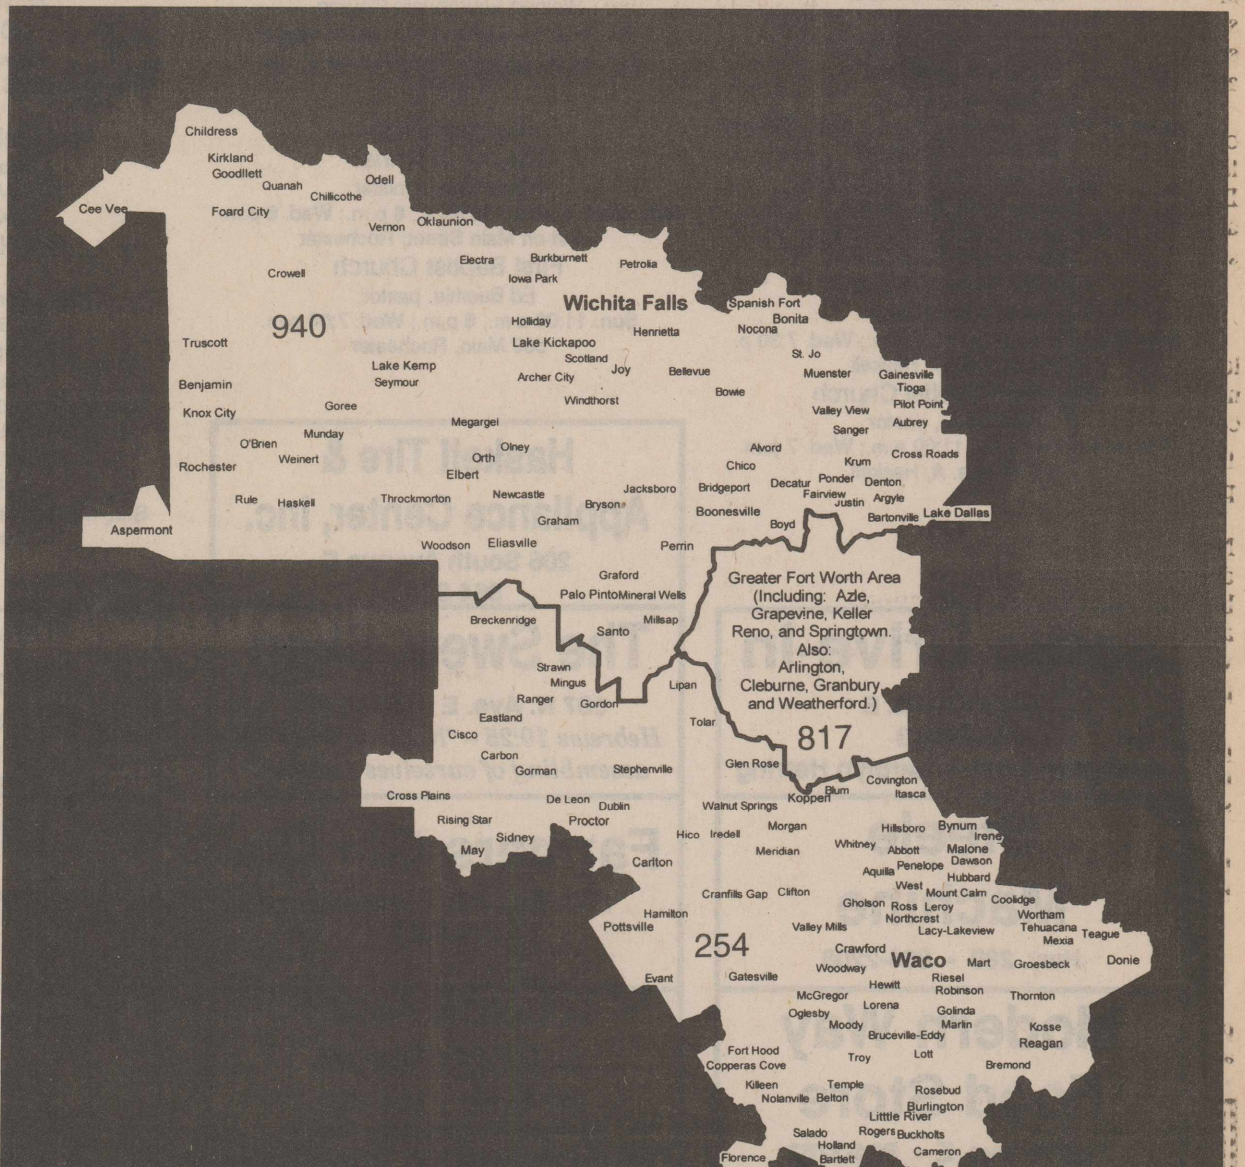 Childress
Kirkland
Goodllett
Quanah
Odell
Chillicothe
Cee Vee
Foard City
Vernon
Oklaunion
Electra
Burkburnett
Petrolia
Crowell
Iowa Park
Wichita Falls
Spanish Fort
Bonita
940
Holliday
Henrietta
Nocona
Truscott
Lake Kickapoo
St. Jo
Scotland
Joy
Lake Kemp
Bellevue
Muenster
Gainesville
Benjamin
Seymour
Archer City
Tioga
Bowie
Windthorst
Pilot Point
Knox City
Goree
Valley View
Megargel
Aubrey
Munday
Sanger
O'Brien
Olney
Alvord
Cross Roads
Weinert
Orth
Krum
Rochester
Elbert
Chico
Ponder
Denton
Decatur
Bridgeport
Jacksboro
Newcastle
Fairview
Rule
Haskell
Throckmorton
Bryson
Justin
Argyle
Boonesville
Lake Dallas
Bartonville
Graham
Boyd
Aspermont
Woodson
Eliasville
Perrin
Graford
Palo Pinto
Mineral Wells
Breckenridge
Millsap
Santo
Greater Fort Worth Area
(Including: Azle,
Grapevine, Keller
Reno, and Springtown.
Also:
Arlington,
Cleburne, Granbury
and Weatherford.)
817
Strawn
Mingus
Lipan
Ranger
Gordon
Eastland
Tolar
Cisco
Carbon
Glen Rose
Gorman
Stephenville
Covington
Blum
Itasca
Cross Plains
De Leon
Dublin
Walnut Springs
Kopperl
Rising Star
Proctor
Morgan
Hillsboro
Bynum
Sidney
Hico
Iredell
Irene
May
Meridian
Whitney
Abbott
Malone
Carlton
Penelope
Dawson
Aquilla
Hubbard
West
Cranfills Gap
Clifton
Mount Calm
Coolidge
Gholson
Ross
Leroy
Hamilton
Northcrest
Wortham
Pottsville
Valley Mills
Lacy-Lakeview
Tehuacana
Teague
Mexia
254
Crawford
Waco
Mart
Groesbeck
Donie
Evant
Gatesville
Woodway
Riesel
Hewitt
Robinson
McGregor
Thornton
Lorena
Oglesby
Golinda
Moody
Marlin
Kosse
Bruceville-Eddy
Reagan
Fort Hood
Troy
Lott
Copperas Cove
Bremond
Killeen
Temple
Rosebud
Nolanville
Belton
Burlington
Litttle River
Salado
Rogers
Buckholts
Holland
Cameron
Florence
Bartlett